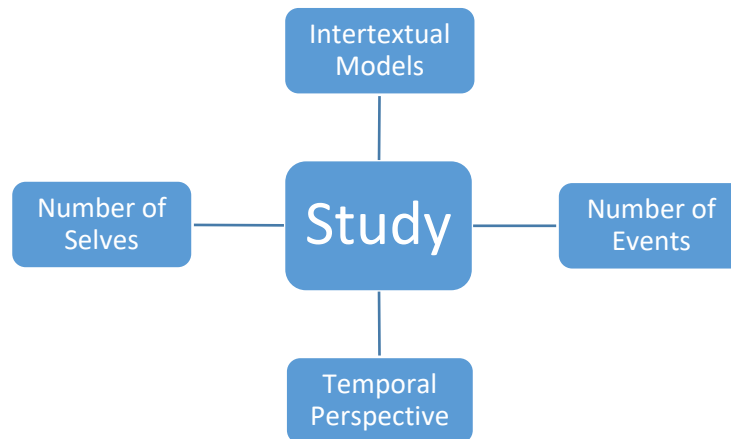 Intertextual
Models
Number of
Selves
Study
Number of
Events
Temporal
Perspective